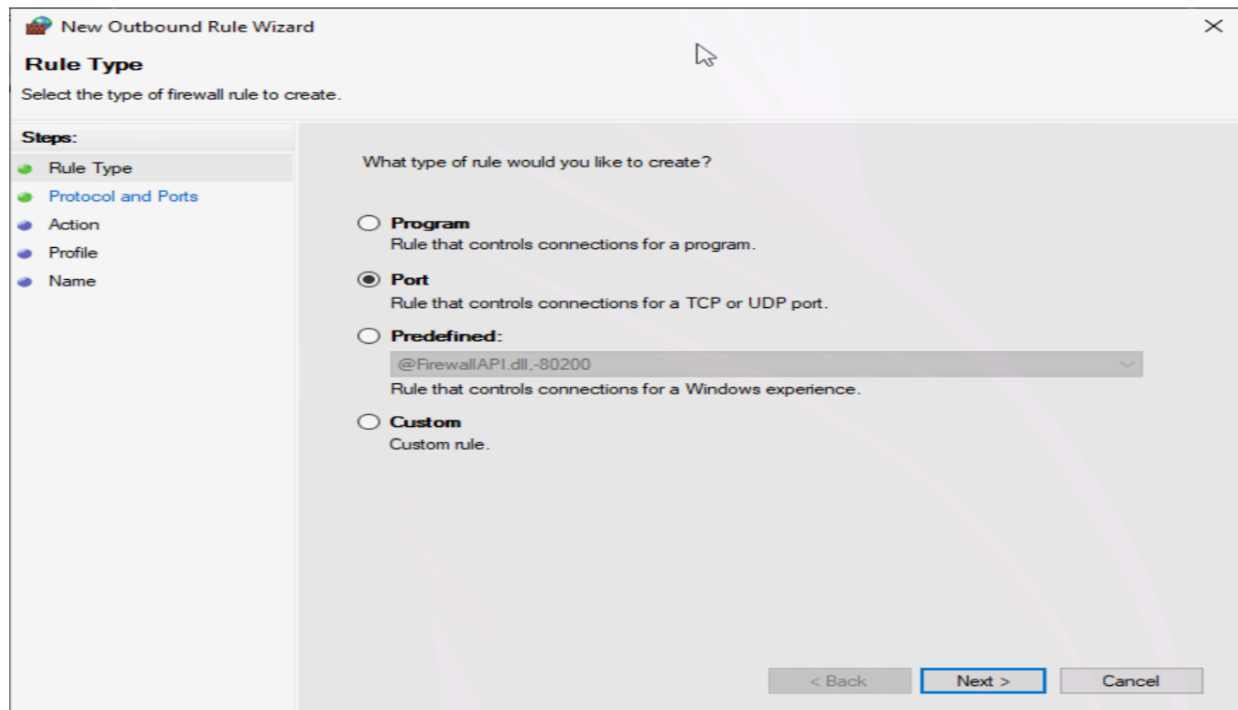 New Outbound Rule Wizard
Rule Type
Select the type of firewall rule to create.
Steps:
Rule Type
Protocol and Ports
Action
Profile
Name
What type of rule would you like to create?
Program
Rule that controls connections for a program.
Port
Rule that controls connections for a TCP or UDP port.
Predefined:
@FirewallAPI.dll,-80200
Rule that controls connections for a Windows experience.
Custom
Custom rule.
< Back Next > Cancel